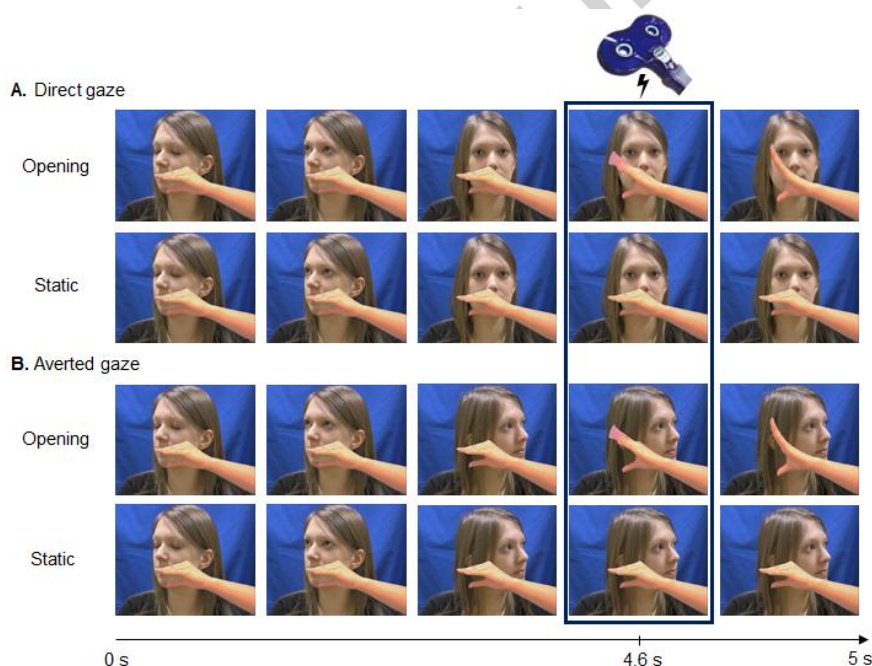 A. Direct gaze
Opening
Static
B. Averted gaze
Opening
Static
0 s
4.6 s
5 s